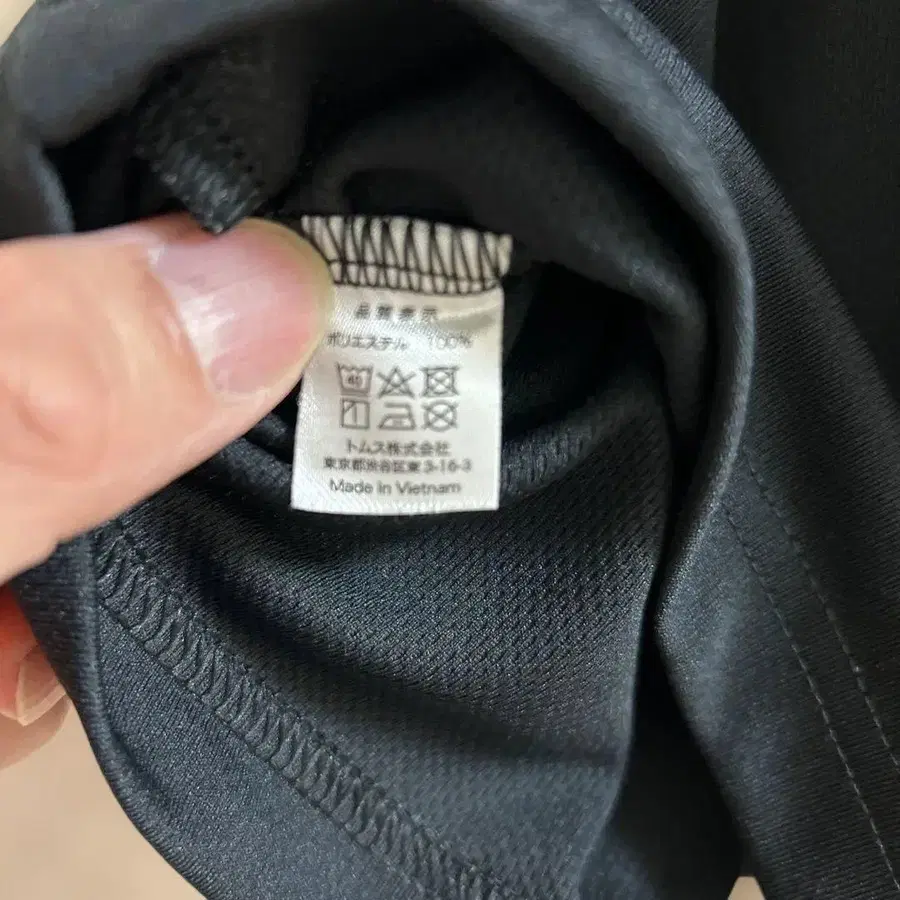 品質表示
ポリエステル 100%
40
トムス株式会社
東京都渋谷区東 3-16-3
Made in Vietnam